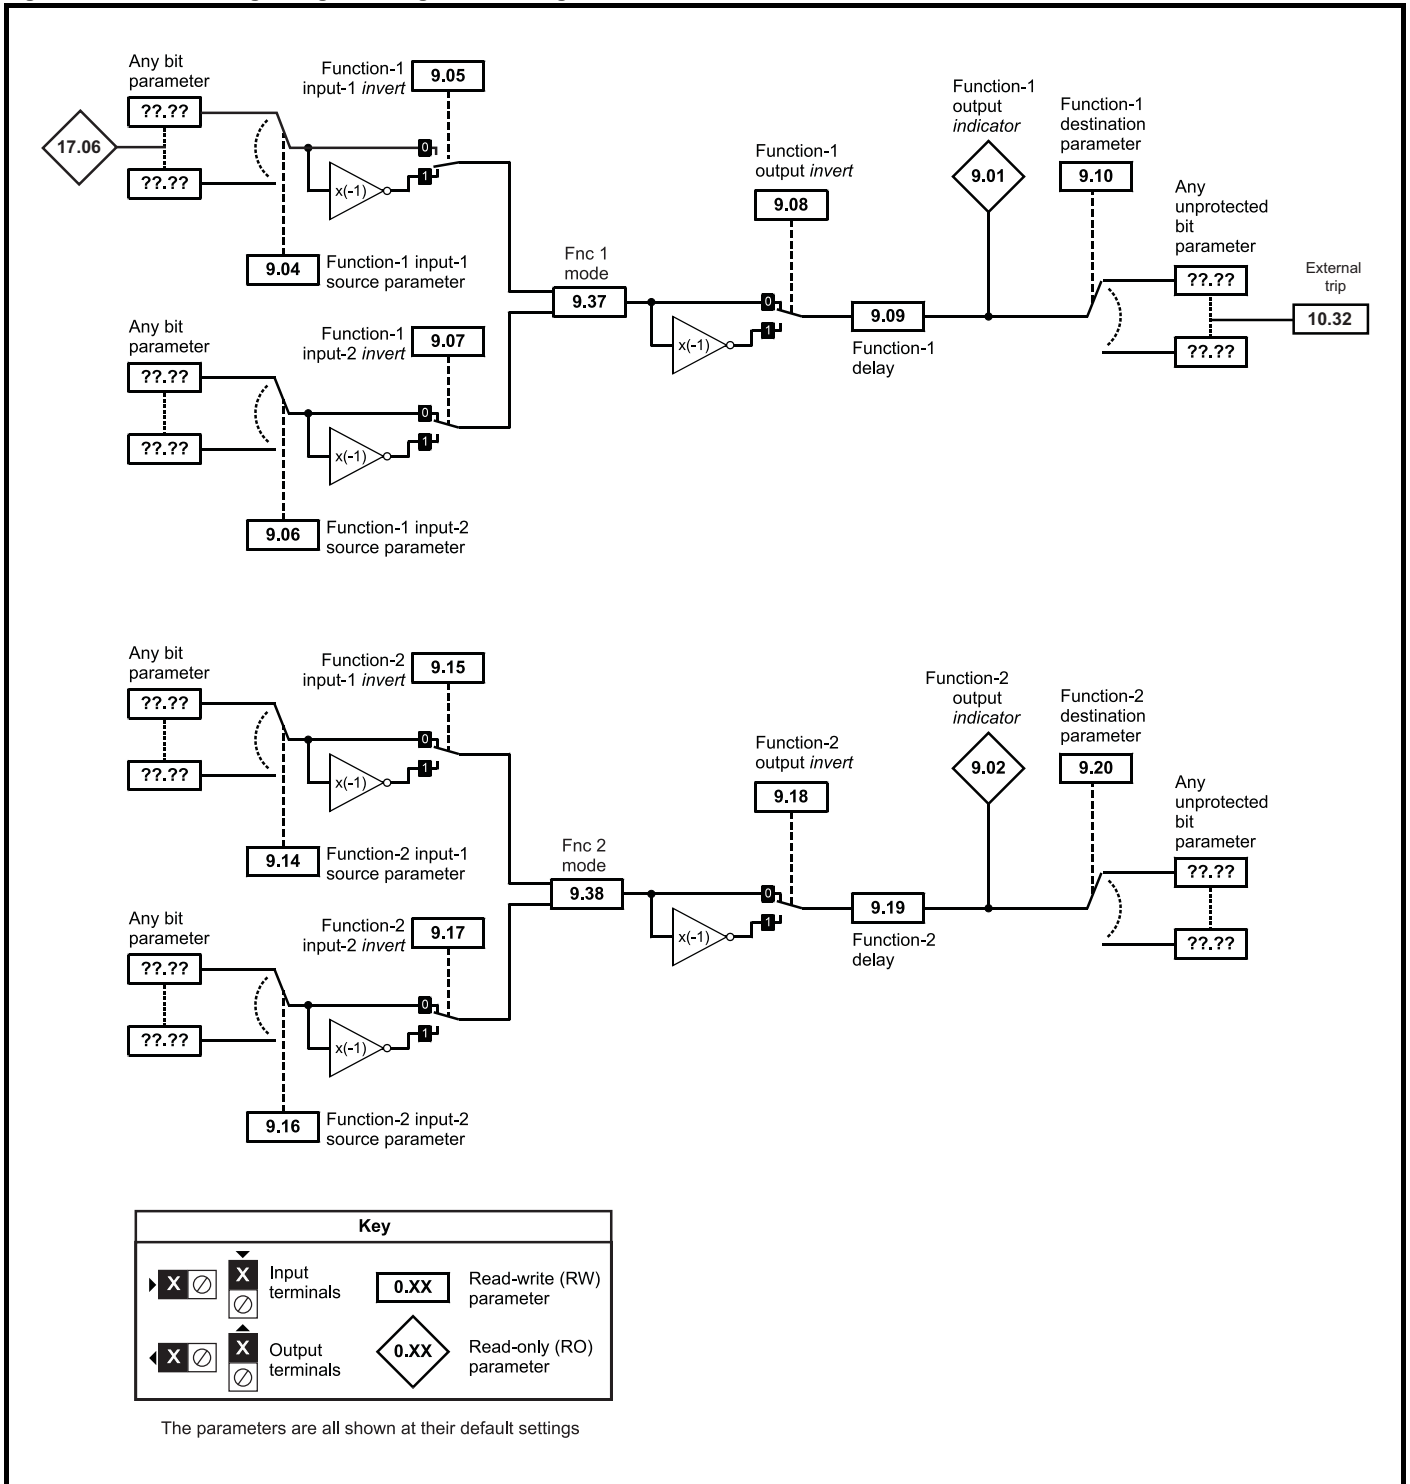 Any bit
parameter
??.??
17.06
??.??
Function-1
input-1 invert
9.05
0
1
x(-1)
9.04
Function-1 input-1
source parameter
Any bit
parameter
??.??
??.??
Function-1
input-2 invert
9.07
0
1
x(-1)
9.06
Function-1 input-2
source parameter
Fnc 1
mode
9.37
x(-1)
Function-1
output invert
9.08
0
1
9.09
Function-1
delay
Function-1
output
indicator
9.01
Function-1
destination
parameter
9.10
Any
unprotected
bit
parameter
??.??
??.??
External
trip
10.32
Any bit
parameter
??.??
??.??
Function-2
input-1 invert
9.15
0
1
x(-1)
9.14
Function-2 input-1
source parameter
Any bit
parameter
??.??
??.??
Function-2
input-2 invert
9.17
0
1
x(-1)
9.16
Function-2 input-2
source parameter
Fnc 2
mode
9.38
x(-1)
Function-2
output invert
9.18
0
1
9.19
Function-2
delay
Function-2
output
indicator
9.02
Function-2
destination
parameter
9.20
Any
unprotected
bit
parameter
??.??
??.??
Key
X
X
Input
terminals
0.XX
Read-write (RW)
parameter
X
X
Output
terminals
0.XX
Read-only (RO)
parameter
The parameters are all shown at their default settings